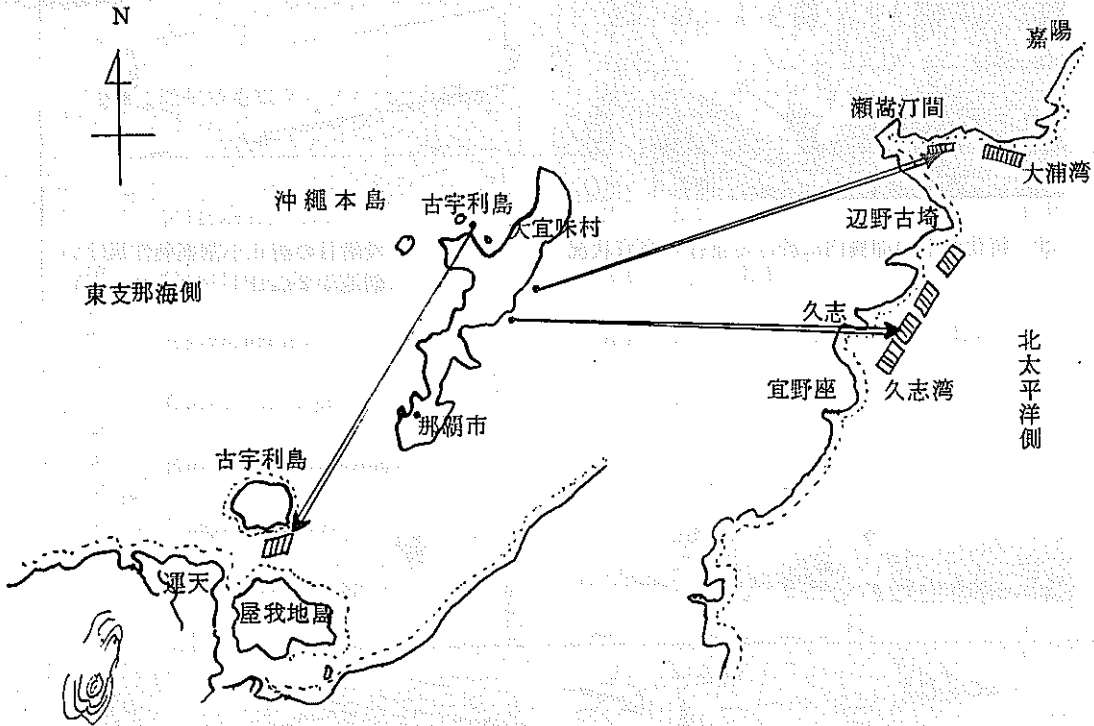 N
嘉陽
瀬嵩汀間
大浦湾
沖縄本島
古宇利島
大宜味村
辺野古埼
東支那海側
久志
北太平洋側
宜野座
久志湾
那覇市
古宇利島
運天
屋我地島